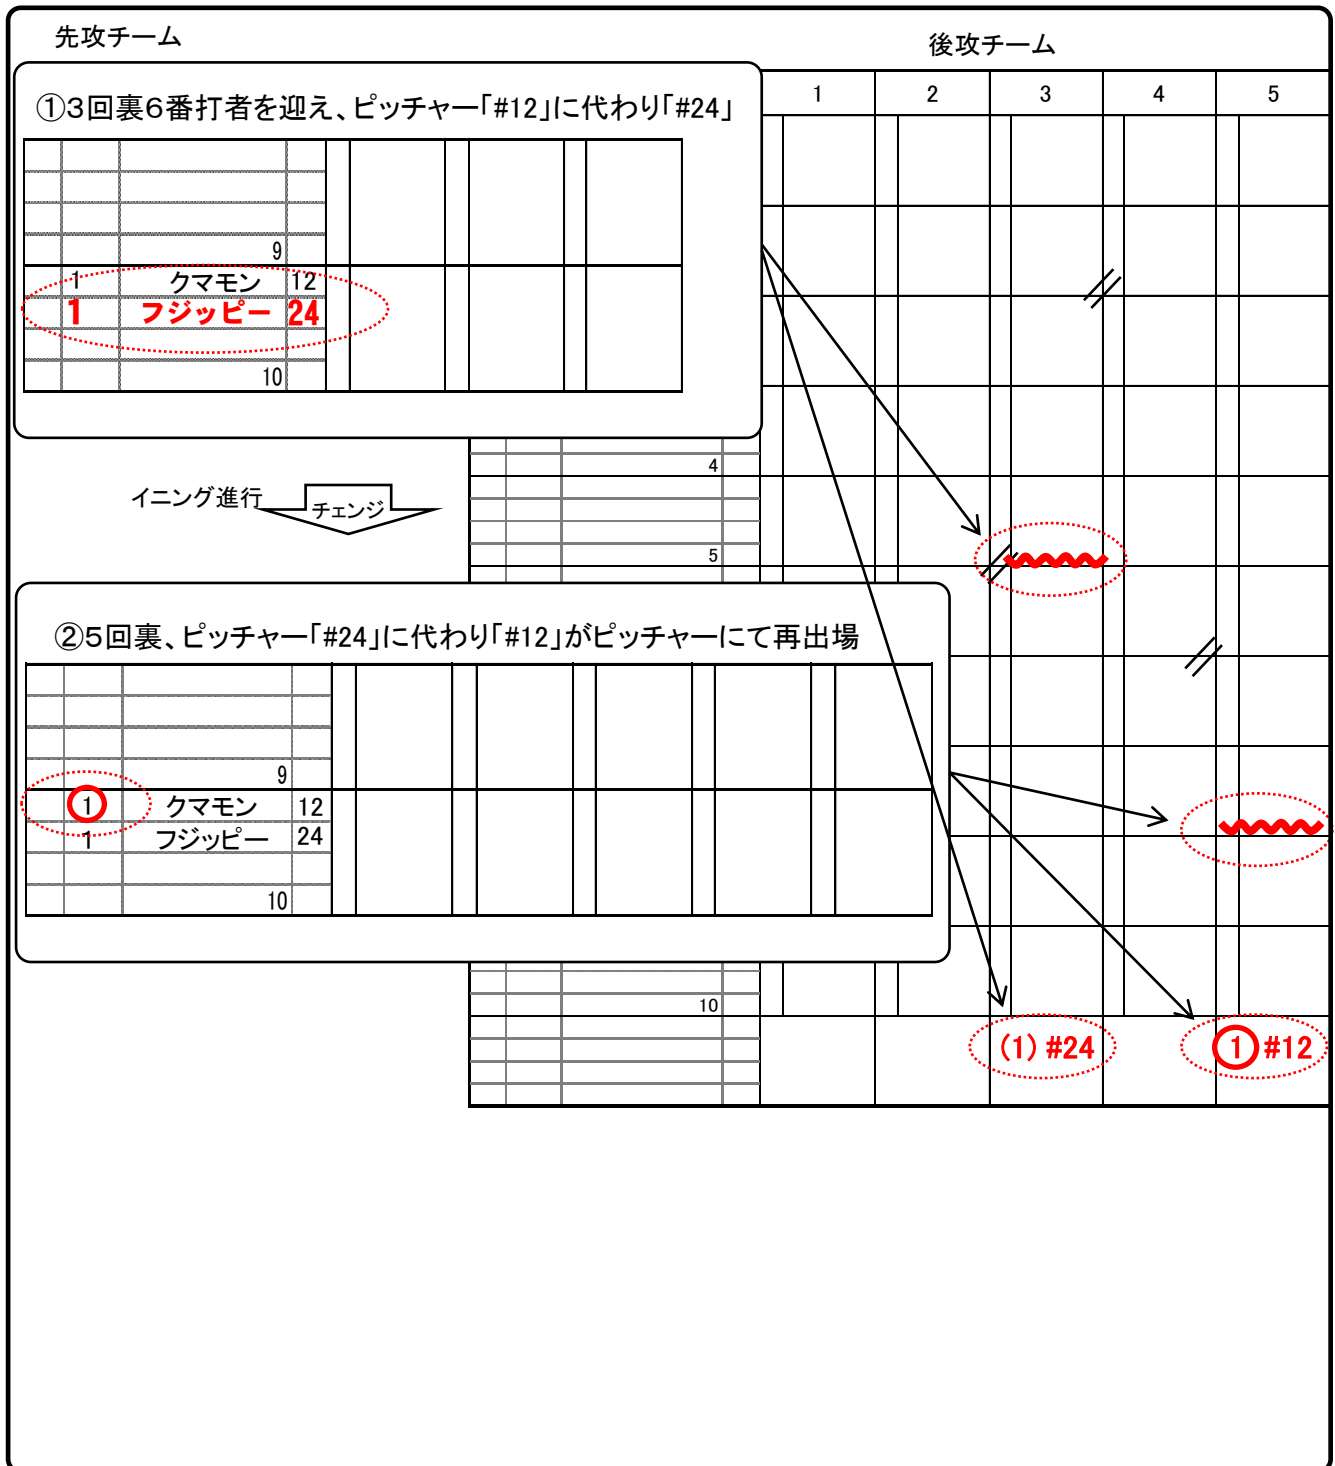 先攻チーム
後攻チーム
①3回裏6番打者を迎え、ピッチャー「#12」に代わり「#24」
1 2 3 4 5
9
1 クマモン 12
1 フジッピー 24
10
4
イニング進行 チェンジ
5
②5回裏、ピッチャー「#24」に代わり「#12」がピッチャーにて再出場
9
1 クマモン 12
1 フジッピー 24
10
10
(1) #24
1 #12